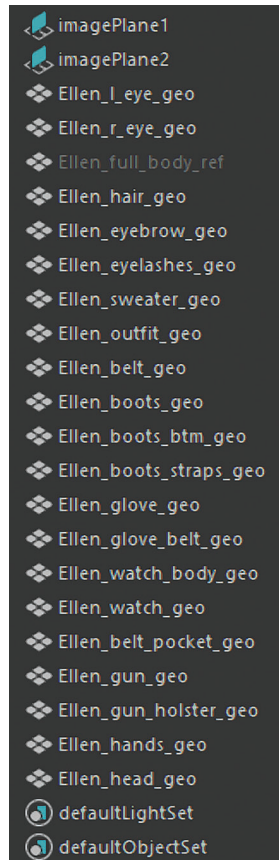 imagePlane1
imagePlane2
Ellen_l_eye_geo
Ellen_r_eye_geo
Ellen_full_body_ref
Ellen_hair_geo
Ellen_eyebrow_geo
Ellen_eyelashes_geo
Ellen_sweater_geo
Ellen_outfit_geo
Ellen_belt_geo
Ellen_boots_geo
Ellen_boots_btm_geo
Ellen_boots_straps_geo
Ellen_glove_geo
Ellen_glove_belt_geo
Ellen_watch_body_geo
Ellen_watch_geo
Ellen_belt_pocket_geo
Ellen_gun_geo
Ellen_gun_holster_geo
Ellen_hands_geo
Ellen_head_geo
defaultLightSet
defaultObjectSet